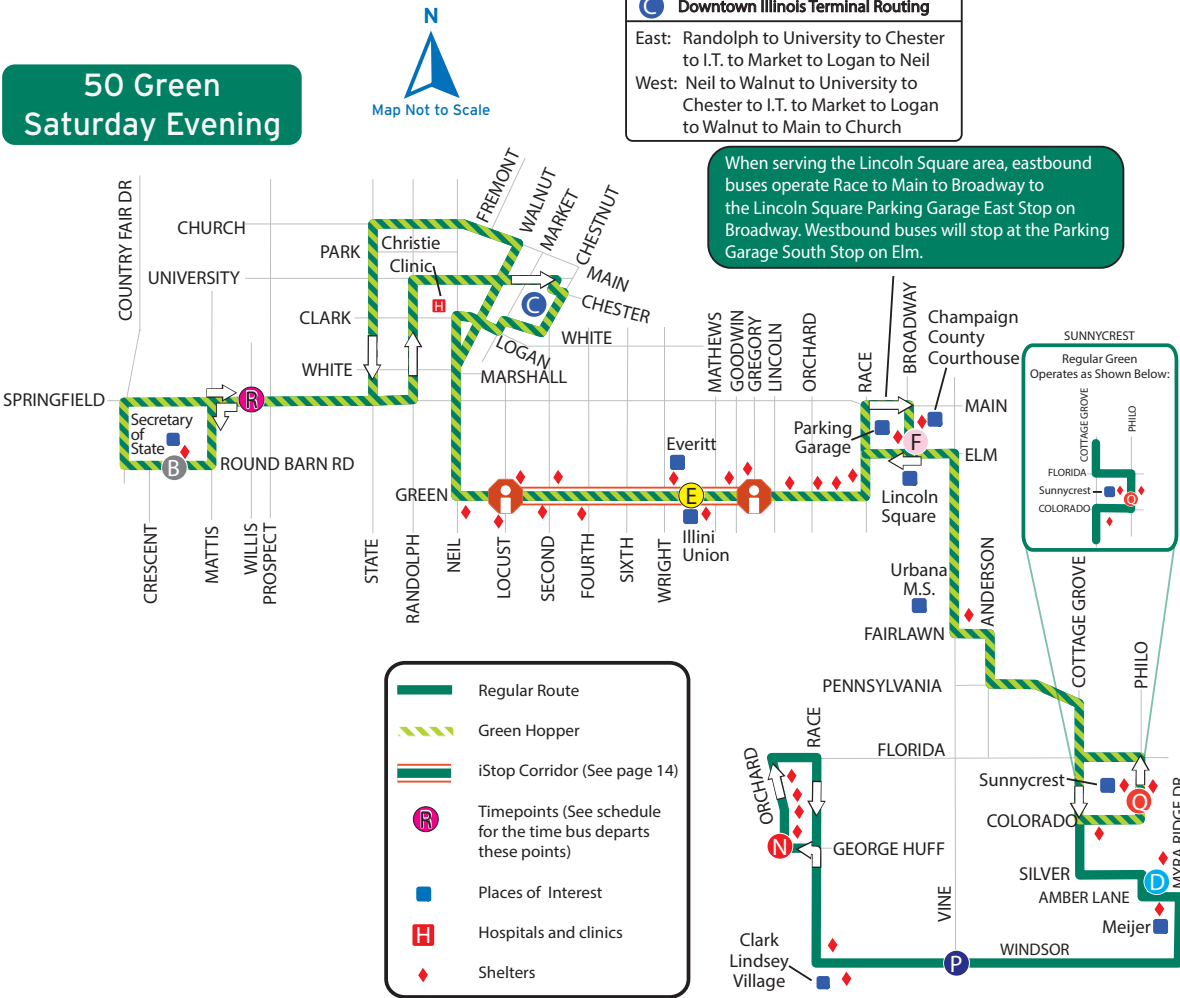 C Downtown Illinois Terminal Routing
East: Randolph to University to Chester
to I.T. to Market to Logan to Neil
West: Neil to Walnut to University to
Chester to I.T. to Market to Logan
to Walnut to Main to Church
N
Map Not to Scale
50 Green
Saturday Evening
When serving the Lincoln Square area, eastbound
buses operate Race to Main to Broadway to
the Lincoln Square Parking Garage East Stop on
Broadway. Westbound buses will stop at the Parking
Garage South Stop on Elm.
COUNTRY FAIR DR
CHURCH
PARK
UNIVERSITY
CLARK
WHITE
SPRINGFIELD
Christie
Clinic
H
FREMONT
WALNUT
MARKET
CHESTNUT
MAIN
CHESTER
C
WHITE
LOGAN
MARSHALL
Secretary
of
State
B
R
ROUND BARN RD
GREEN
CRESCENT
MATTIS
WILLIS
PROSPECT
STATE
RANDOLPH
NEIL
LOCUST
SECOND
FOURTH
SIXTH
WRIGHT
MATHEWS
GOODWIN
GREGORY
LINCOLN
ORCHARD
RACE
BROADWAY
Everitt
E
Illini
Union
Champaign
County
Courthouse
Parking
Garage
F
MAIN
ELM
Lincoln
Square
SUNNYCREST
Regular Green
Operates as Shown Below:
COTTAGE GROVE
PHILO
FLORIDA
Sunnycrest
Q
COLORADO
Urbana
M.S.
FAIRLAWN
ANDERSON
COTTAGE GROVE
PHILO
PENNSYLVANIA
FLORIDA
Sunnycrest
Q
COLORADO
SILVER
D
AMBER LANE
MYRA RIDGE DR
Meijer
RACE
ORCHARD
N
GEORGE HUFF
VINE
WINDSOR
P
Clark
Lindsey
Village
Regular Route
Green Hopper
iStop Corridor (See page 14)
R
Timepoints (See schedule
for the time bus departs
these points)
Places of Interest
H
Hospitals and clinics
Shelters